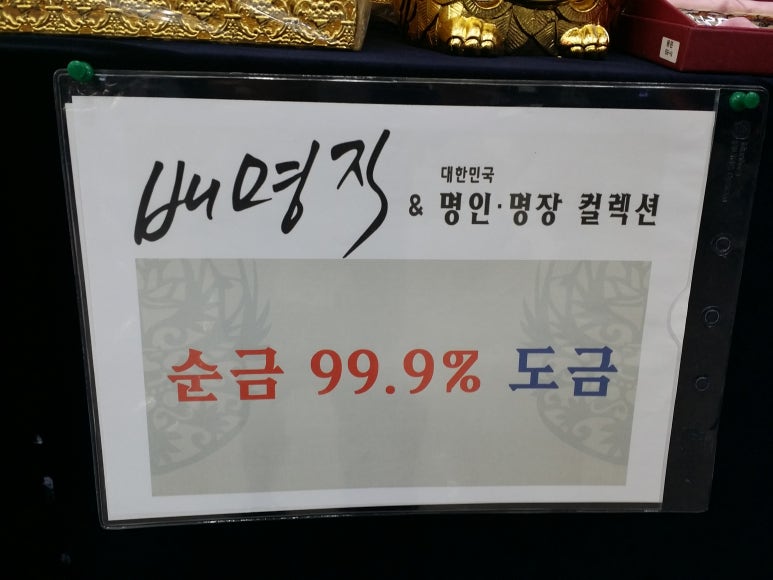 배명직 & 대한민국 명인·명장 컬렉션
순금 99.9% 도금